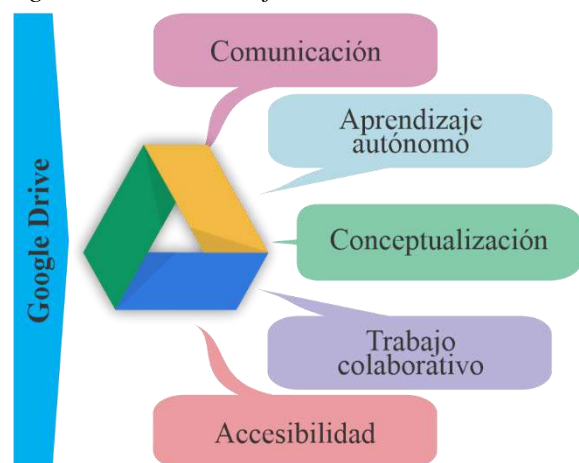 Google Drive
Comunicación
Aprendizaje
autónomo
Conceptualización
Trabajo
colaborativo
Accesibilidad